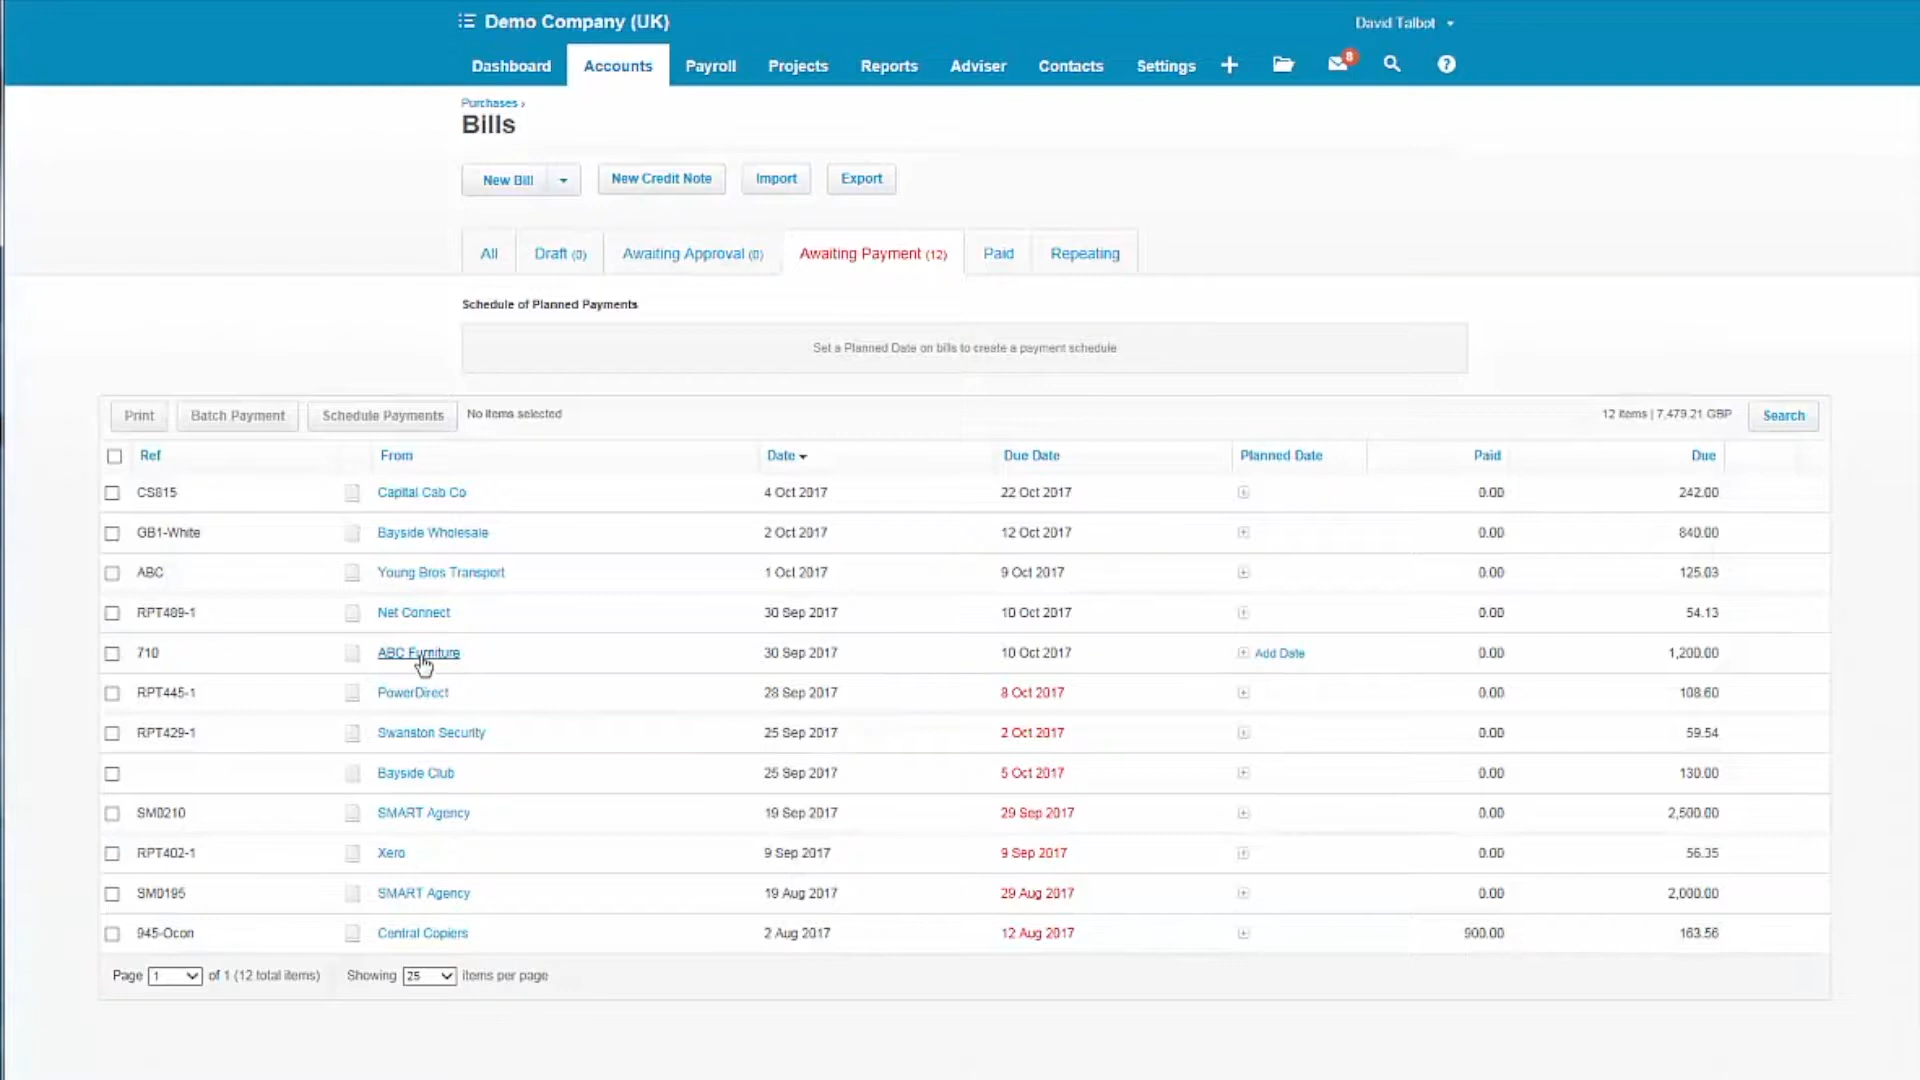 Demo Company (UK)
David Talbot
Dashboard Accounts Payroll Projects Reports Adviser Contacts Settings 8 ?
Purchases ›
Bills
New Bill New Credit Note Import Export
All Draft (0) Awaiting Approval (0) Awaiting Payment (12) Paid Repeating
Schedule of Planned Payments
Set a Planned Date on bills to create a payment schedule
Print Batch Payment Schedule Payments No items selected 12 items | 7,479.21 GBP Search
Ref From Date Due Date Planned Date Paid Due
CS815 Capital Cab Co 4 Oct 2017 22 Oct 2017 0.00 242.00
GB1-White Bayside Wholesale 2 Oct 2017 12 Oct 2017 0.00 840.00
ABC Young Bros Transport 1 Oct 2017 9 Oct 2017 0.00 125.03
RPT489-1 Net Connect 30 Sep 2017 10 Oct 2017 0.00 54.13
710 ABC Furniture 30 Sep 2017 10 Oct 2017 Add Date 0.00 1,200.00
RPT445-1 PowerDirect 28 Sep 2017 8 Oct 2017 0.00 108.60
RPT429-1 Swanston Security 25 Sep 2017 2 Oct 2017 0.00 59.54
Bayside Club 25 Sep 2017 5 Oct 2017 0.00 130.00
SM0210 SMART Agency 19 Sep 2017 29 Sep 2017 0.00 2,500.00
RPT402-1 Xero 9 Sep 2017 9 Sep 2017 0.00 56.35
SM0195 SMART Agency 19 Aug 2017 29 Aug 2017 0.00 2,000.00
945-Ocon Central Copiers 2 Aug 2017 12 Aug 2017 900.00 163.56
Page 1 of 1 (12 total items) Showing 25 items per page